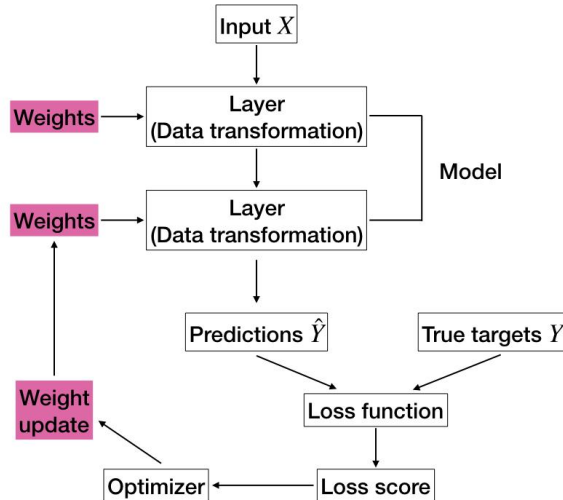 Input X
Weights
Layer
(Data transformation)
Model
Weights
Layer
(Data transformation)
Predictions Ŷ
True targets Y
Weight
update
Loss function
Optimizer
Loss score